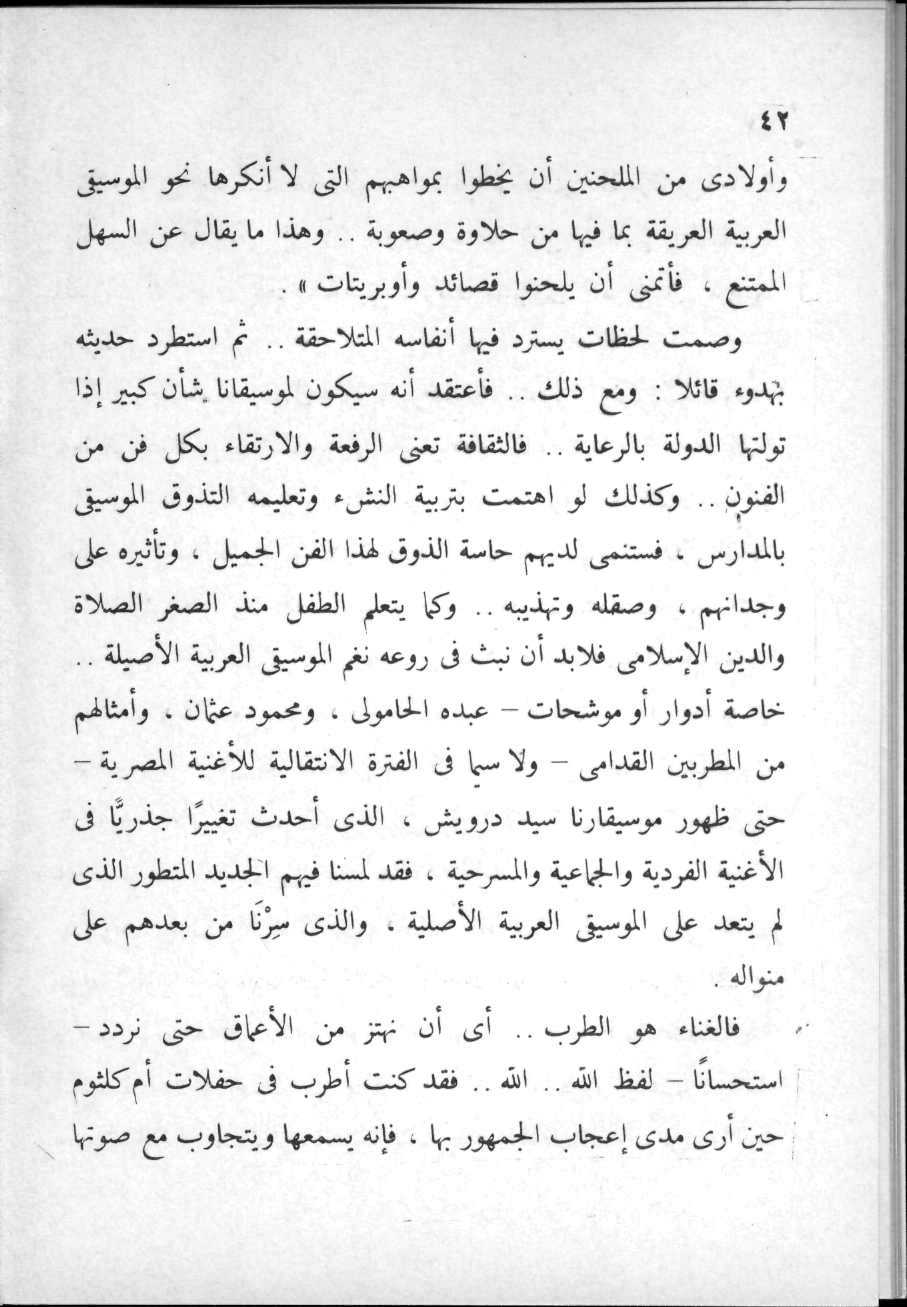 ٤٢
وأولادى من الملحنين أن يخطوا بمواهبهم التى لا أنكرها نحو الموسيقى
العربية العريقة بما فيها من حلاوة وصعوبة .. وهذا ما يقال عن السهل
الممتنع ، فأتمنى أن يلحنوا قصائد وأوبريتات » .
وصمت لحظات يسترد فيها أنفاسه المتلاحقة .. ثم استطرد حديثه
بهدوء قائلا : ومع ذلك .. فأعتقد أنه سيكون لموسيقانا شأن كبير إذا
تولتها الدولة بالرعاية .. فالثقافة تعنى الرفعة والارتقاء بكل فن من
الفنون .. وكذلك لو اهتمت بتربية النشء وتعليمه التذوق الموسيقى
بالمدارس ، فستنمى لديهم حاسة الذوق لهذا الفن الجميل ، وتأثيره على
وجدانهم ، وصقله وتهذيبه .. وكما يتعلم الطفل منذ الصغر الصلاة
والدين الإسلامى فلابد أن نبث فى روعه نغم الموسيقى العربية الأصيلة ..
خاصة أدوار أو موشحات – عبده الحامولى ، ومحمود عثمان ، وأمثالهم
من المطربين القدامى – ولا سيما فى الفترة الانتقالية للأغنية المصرية –
حتى ظهور موسيقارنا سيد درويش ، الذى أحدث تغييرًا جذريًّا فى
الأغنية الفردية والجماعية والمسرحية ، فقد لمسنا فيهم الجديد المتطور الذى
لم يتعد على الموسيقى العربية الأصلية ، والذى سِرْنَا من بعدهم على
منواله .
فالغناء هو الطرب .. أى أن نهتز من الأعماق حتى نردد –
استحسانًا – لفظ الله .. الله .. فقد كنت أطرب فى حفلات أم كلثوم
حين أرى مدى إعجاب الجمهور بها ، فإنه يسمعها ويتجاوب مع صوتها